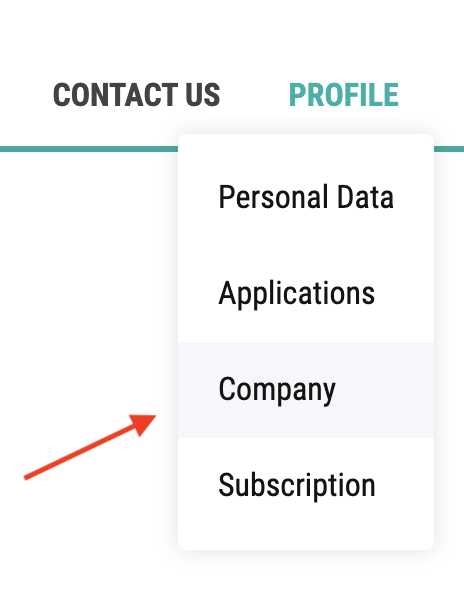 CONTACT US PROFILE
Personal Data
Applications
Company
Subscription